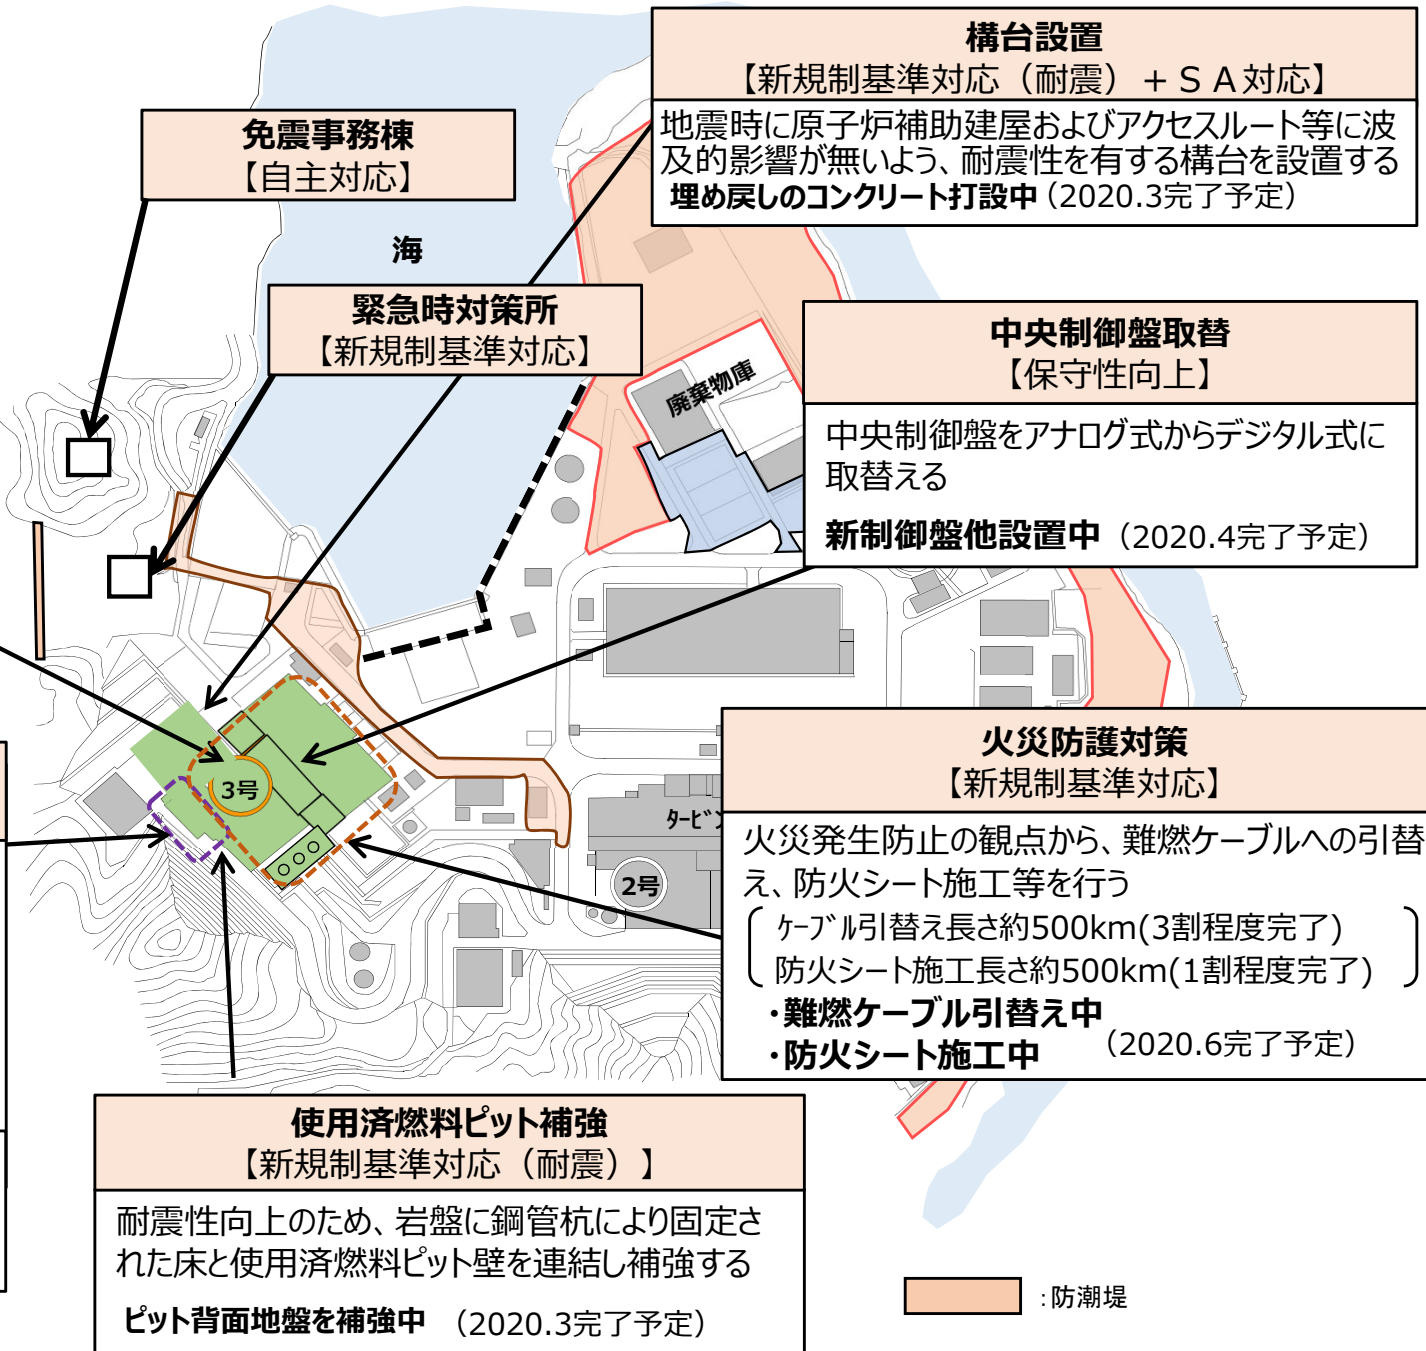 構台設置
【新規制基準対応（耐震）＋ＳＡ対応】
地震時に原子炉補助建屋およびアクセスルート等に波
及的影響が無いよう、耐震性を有する構台を設置する
埋め戻しのコンクリート打設中（2020.3完了予定）
免震事務棟
【自主対応】
海
緊急時対策所
【新規制基準対応】
中央制御盤取替
【保守性向上】
中央制御盤をアナログ式からデジタル式に
取替える
新制御盤他設置中（2020.4完了予定）
廃棄物庫
3号
ﾀｰﾋﾞﾝ
2号
火災防護対策
【新規制基準対応】
火災発生防止の観点から、難燃ケーブルへの引替
え、防火シート施工等を行う
ｹｰﾌﾞﾙ引替え長さ約500km(3割程度完了)
防火シート施工長さ約500km(1割程度完了)
・難燃ケーブル引替え中
・防火シート施工中
（2020.6完了予定）
使用済燃料ピット補強
【新規制基準対応（耐震）】
耐震性向上のため、岩盤に鋼管杭により固定さ
れた床と使用済燃料ピット壁を連結し補強する
ピット背面地盤を補強中（2020.3完了予定）
：防潮堤